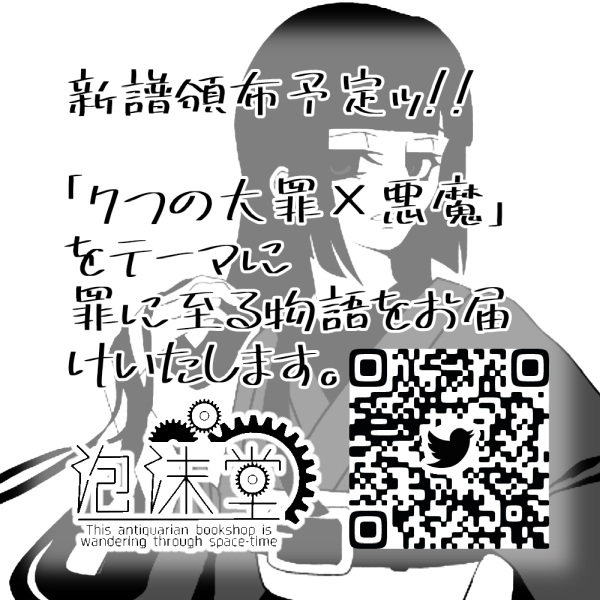 新譜領布予定ッ!!
「7つの大罪×悪魔」
をテーマに
罪に至る物語をお届
けいたします。
泡沫堂
This antiquarian bookshop is
wandering through space-time